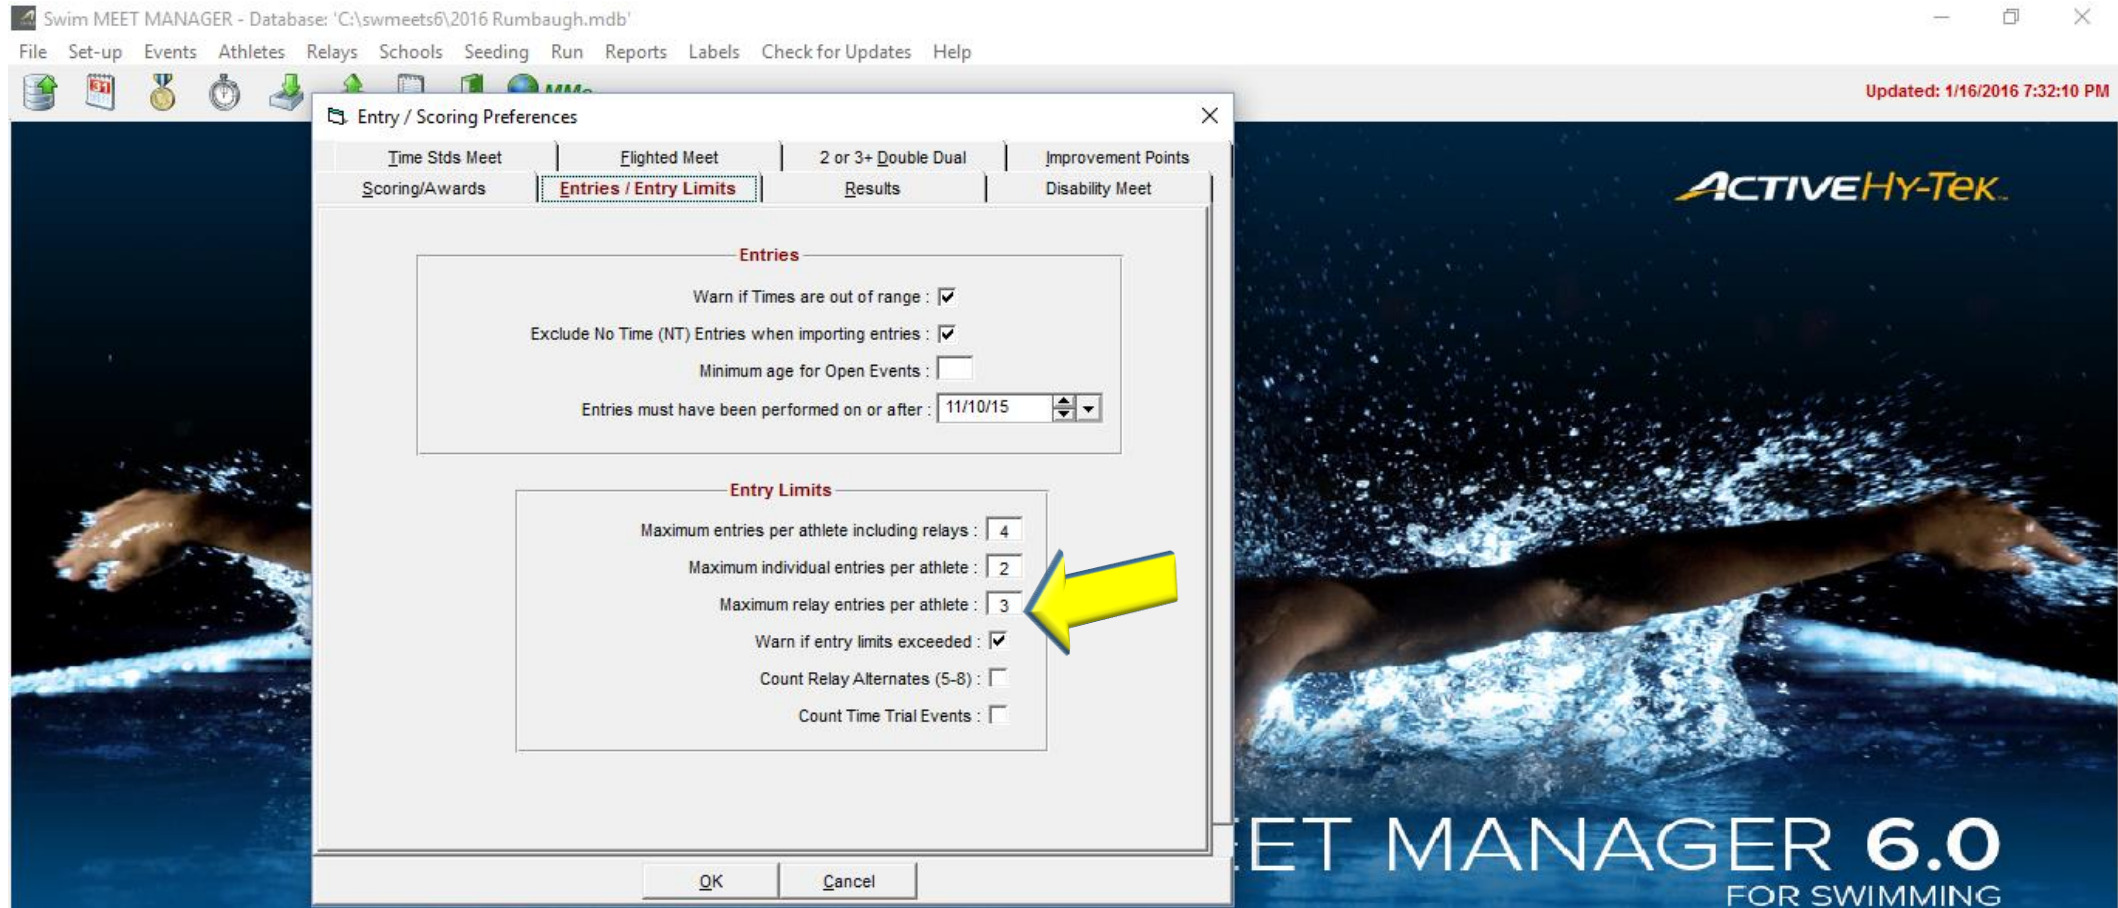 Swim MEET MANAGER - Database: 'C:\swmeets6\2016 Rumbaugh.mdb'
File Set-up Events Athletes Relays Schools Seeding Run Reports Labels Check for Updates Help
31
Updated: 1/16/2016 7:32:10 PM
Entry / Scoring Preferences
Time Stds Meet Flighted Meet 2 or 3+ Double Dual Improvement Points
Scoring/Awards Entries / Entry Limits Results Disability Meet
ACTIVE HY-TEK
Entries
Warn if Times are out of range :
Exclude No Time (NT) Entries when importing entries :
Minimum age for Open Events :
Entries must have been performed on or after : 11/10/15
Entry Limits
Maximum entries per athlete including relays : 4
Maximum individual entries per athlete : 2
Maximum relay entries per athlete : 3
Warn if entry limits exceeded :
Count Relay Alternates (5-8) :
Count Time Trial Events :
OK Cancel
EET MANAGER 6.0
FOR SWIMMING